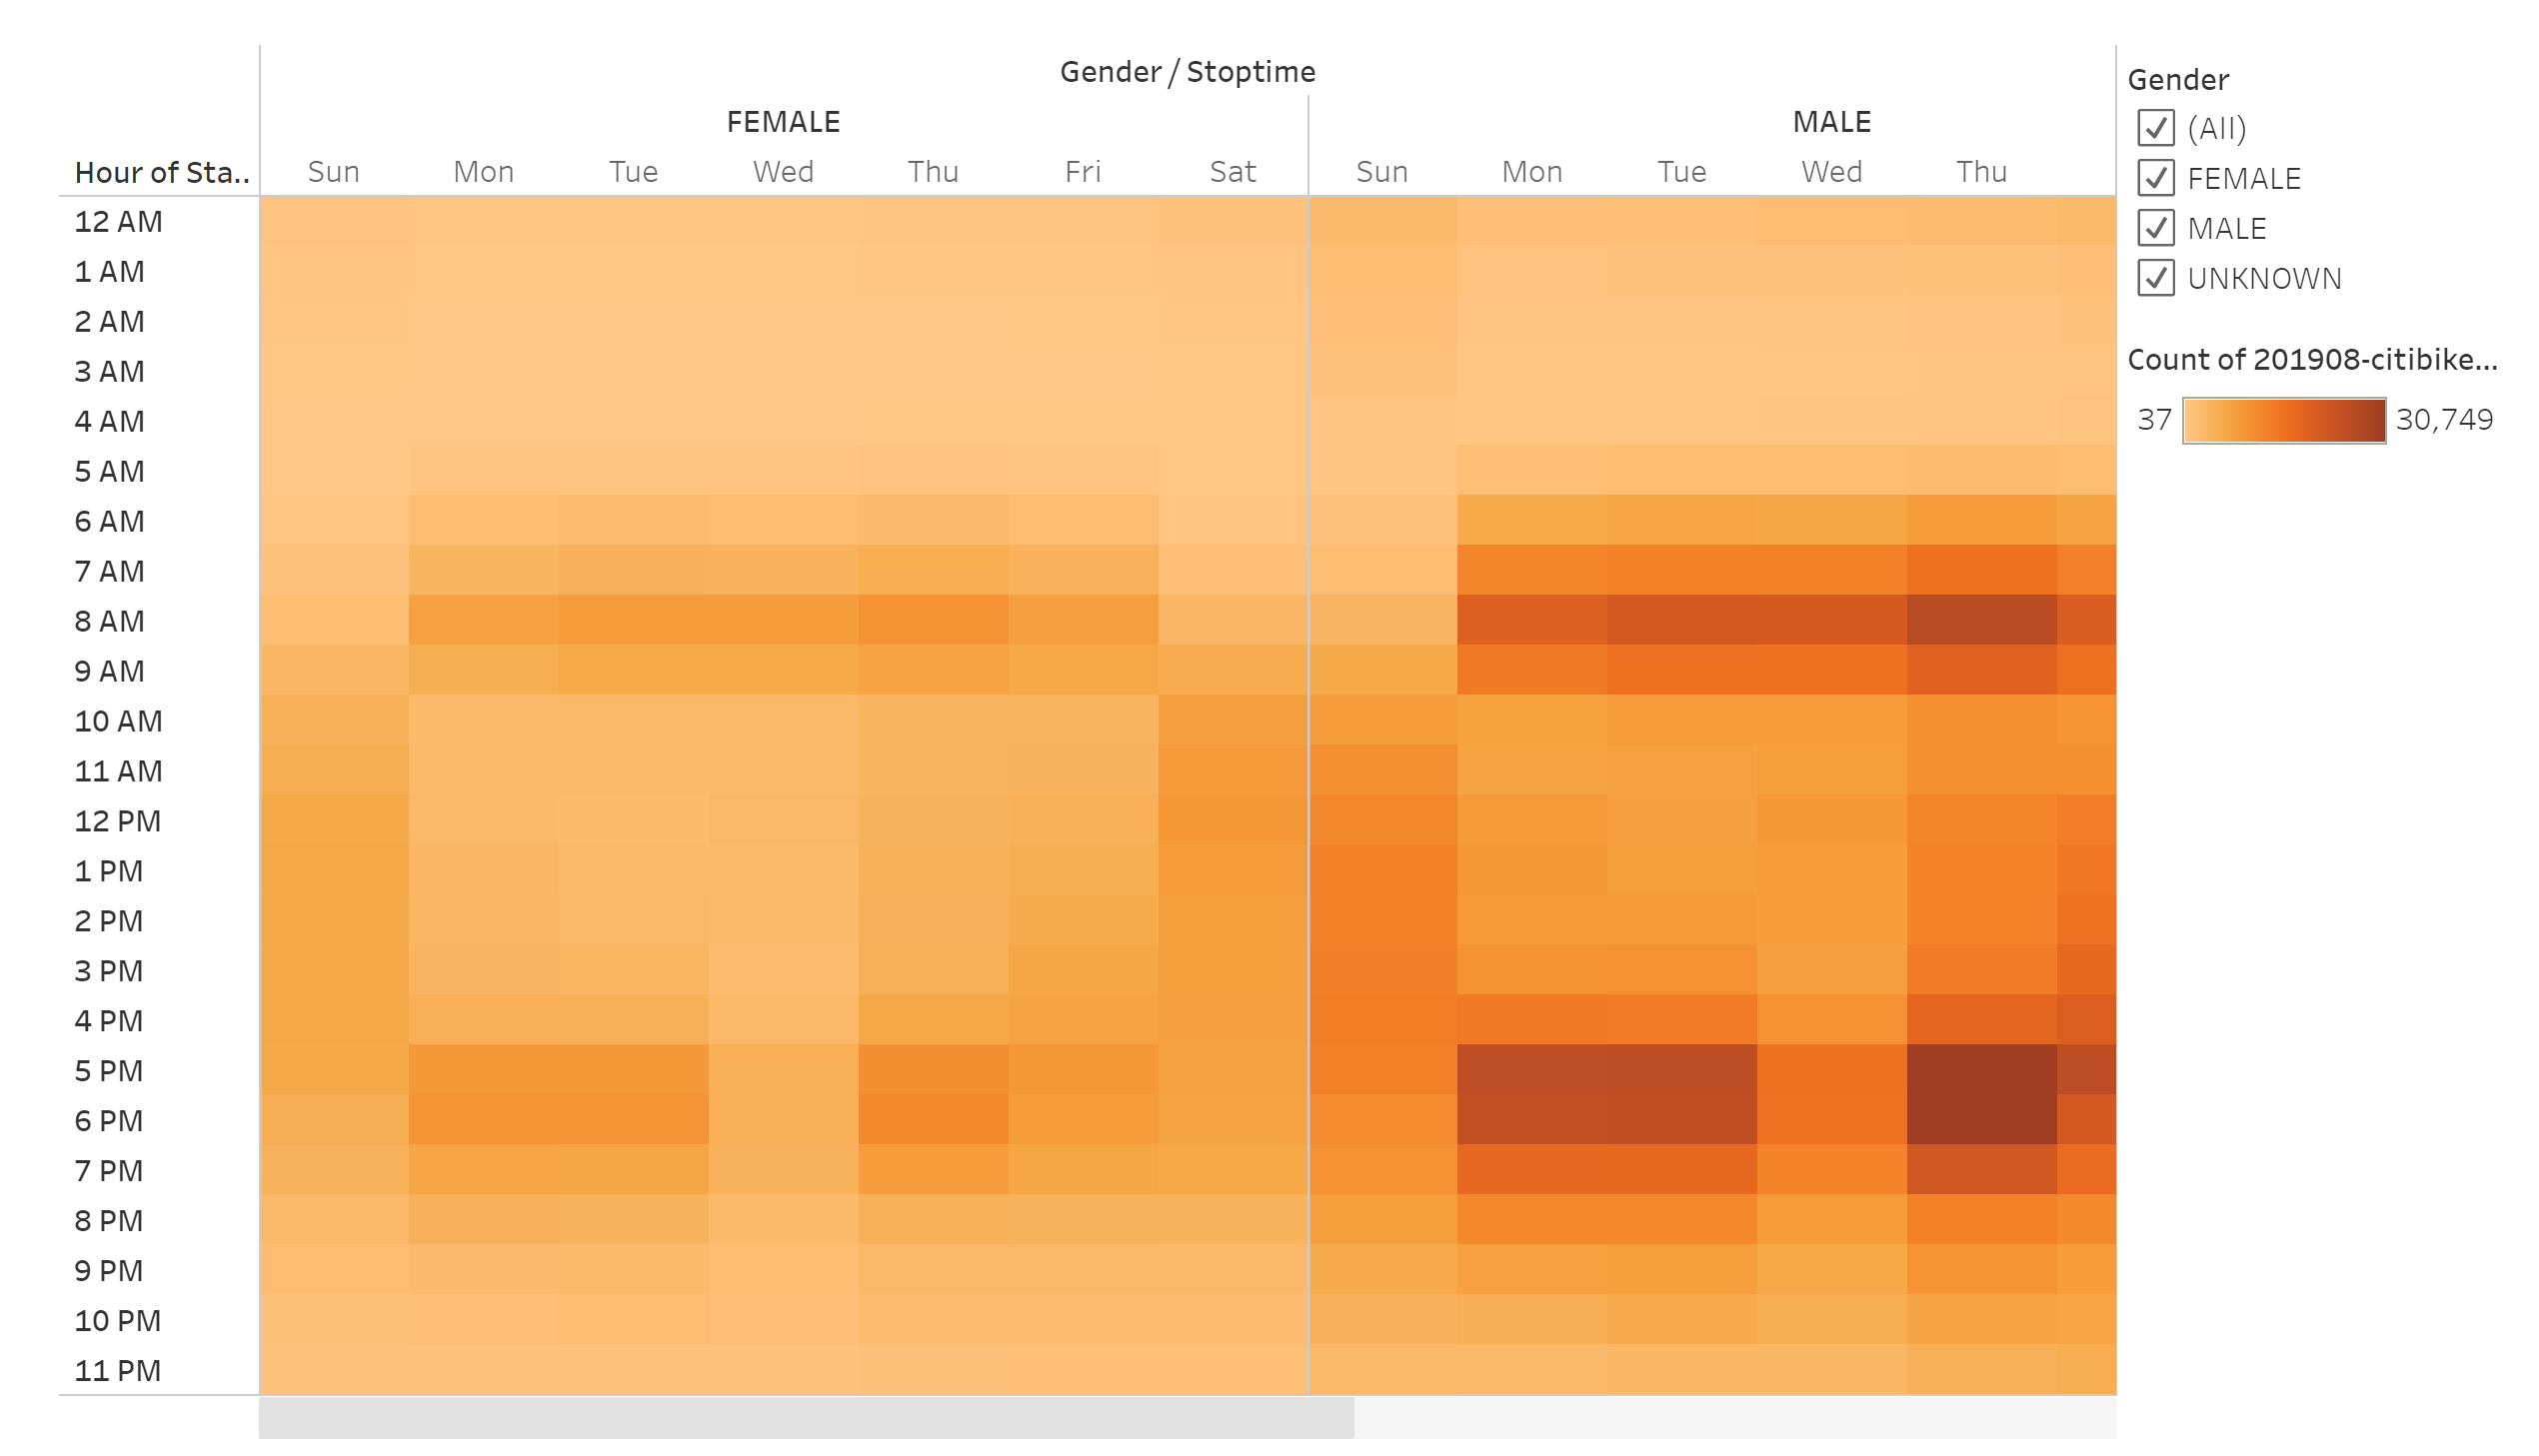 Gender / Stoptime
FEMALE MALE
Hour of Sta.. Sun Mon Tue Wed Thu Fri Sat Sun Mon Tue Wed Thu
12 AM
1 AM
2 AM
3 AM
4 AM
5 AM
6 AM
7 AM
8 AM
9 AM
10 AM
11 AM
12 PM
1 PM
2 PM
3 PM
4 PM
5 PM
6 PM
7 PM
8 PM
9 PM
10 PM
11 PM
Gender
(All)
FEMALE
MALE
UNKNOWN
Count of 201908-citibike...
37 30,749